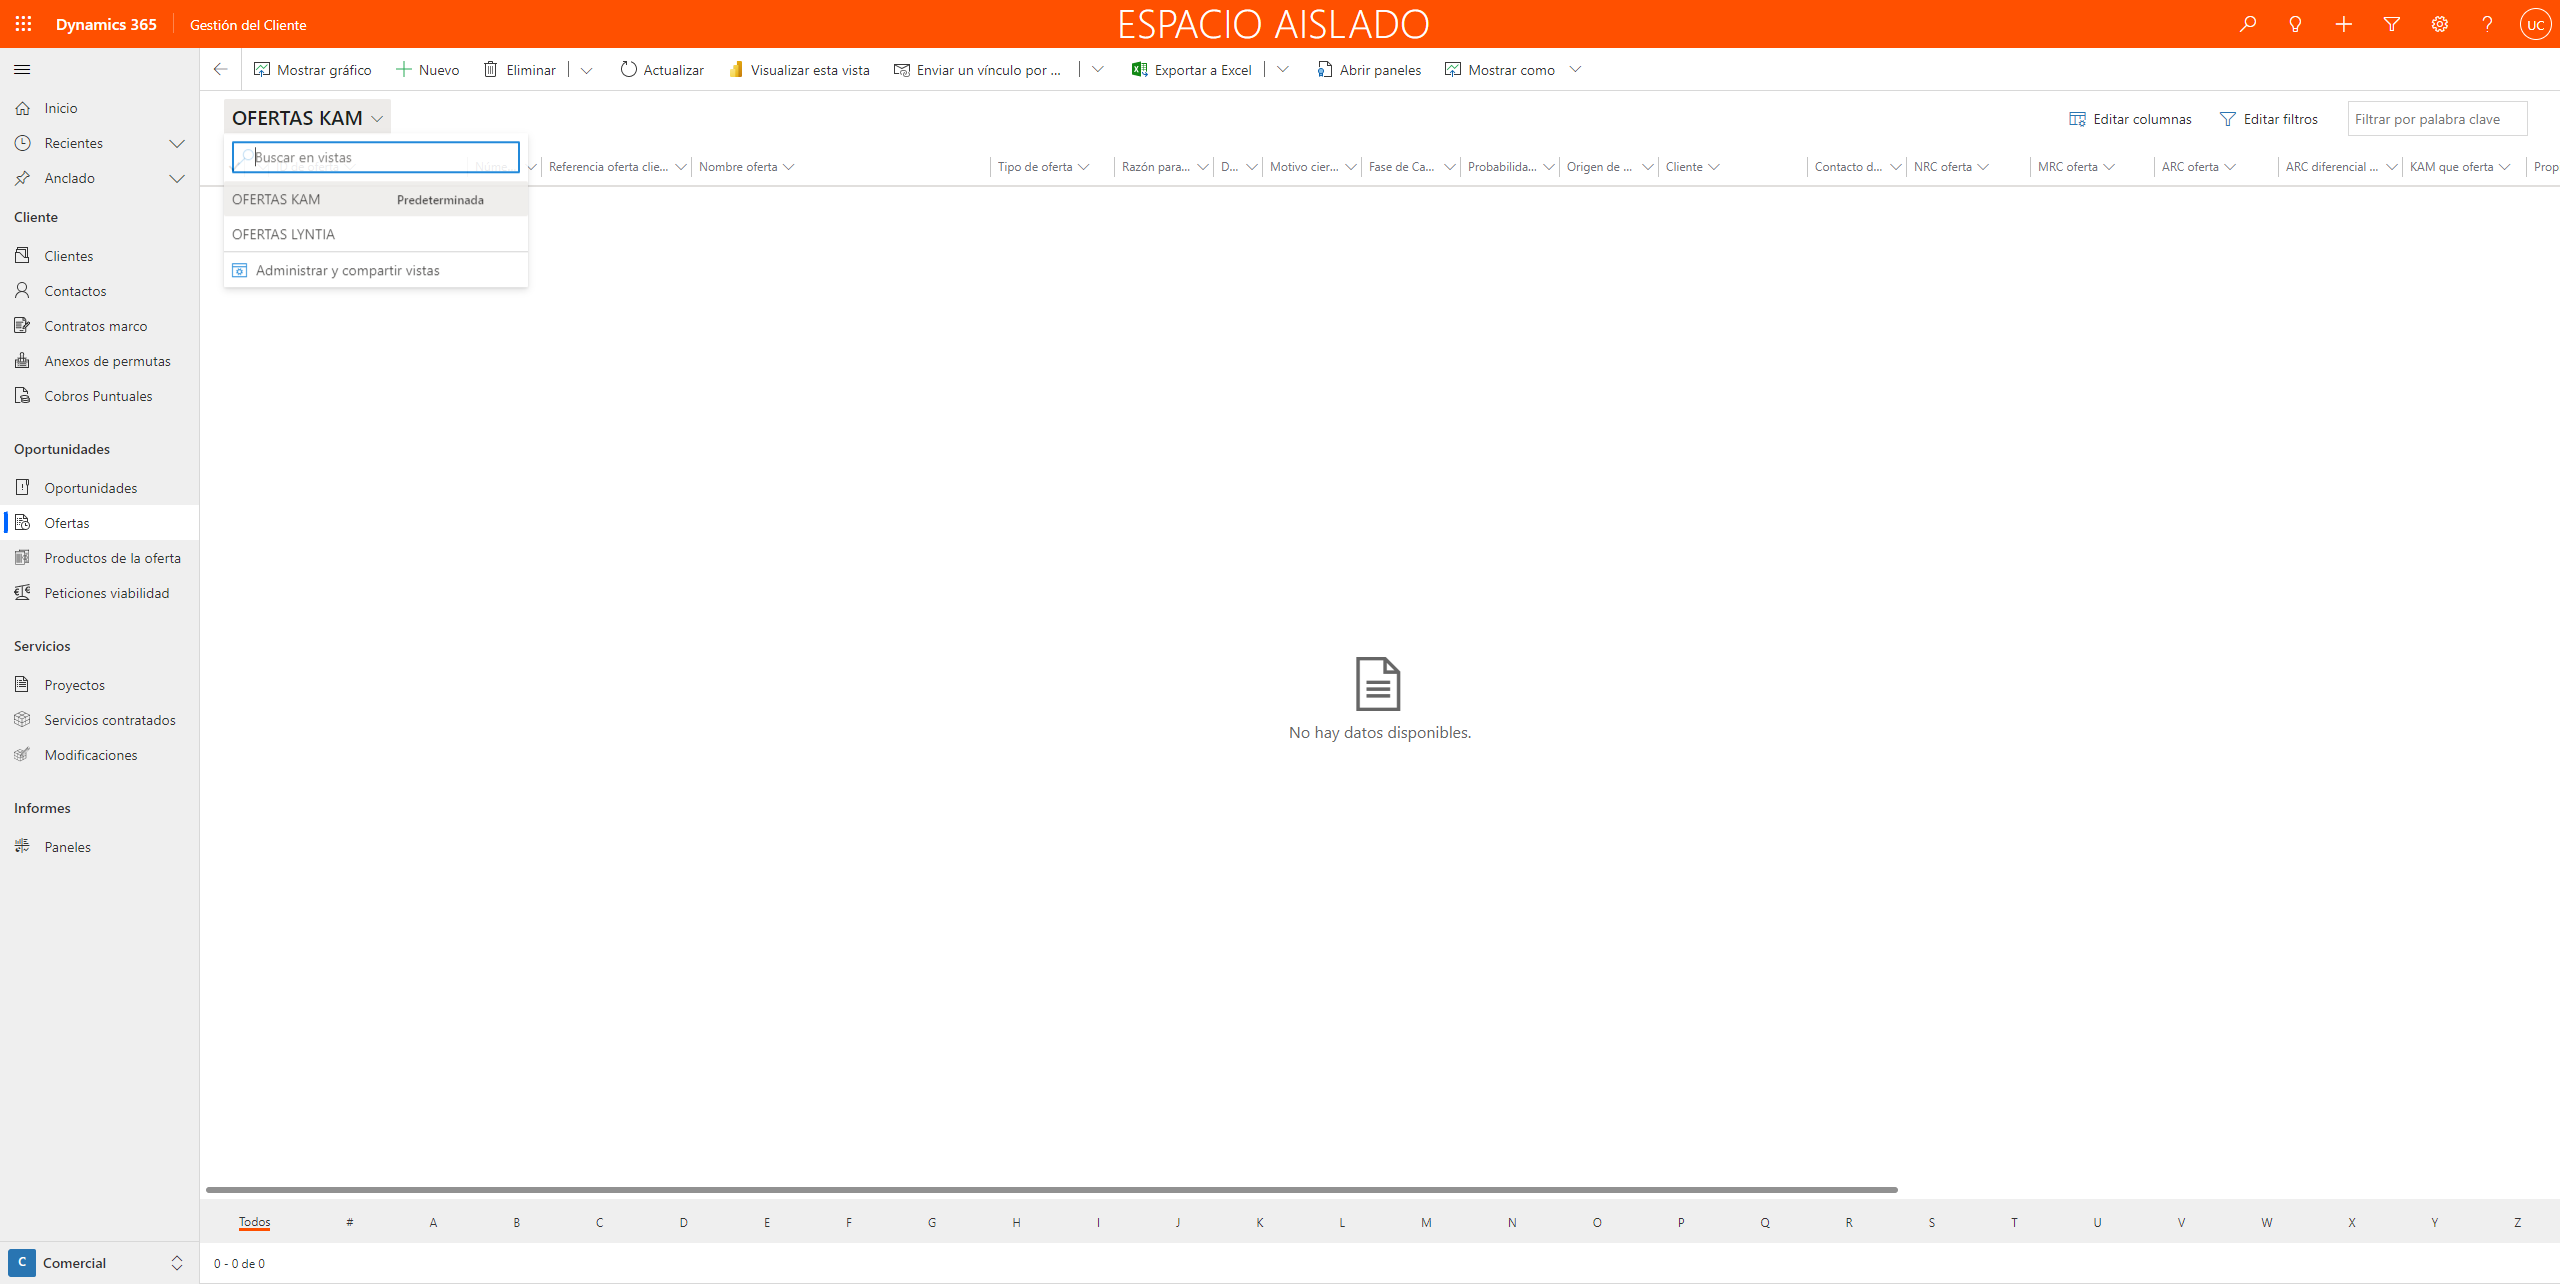 Dynamics 365
Gestión del Cliente
ESPACIO AISLADO
UC
Mostrar gráfico
Nuevo
Eliminar
Actualizar
Visualizar esta vista
Enviar un vínculo por ...
Exportar a Excel
Abrir paneles
Mostrar como
Inicio
Recientes
Anclado
Cliente
Clientes
Contactos
Contratos marco
Anexos de permutas
Cobros Puntuales
Oportunidades
Oportunidades
Ofertas
Productos de la oferta
Peticiones viabilidad
Servicios
Proyectos
Servicios contratados
Modificaciones
Informes
Paneles
C Comercial
OFERTAS KAM
Editar columnas
Editar filtros
Filtrar por palabra clave
Buscar en vistas
OFERTAS KAM Predeterminada
OFERTAS LYNTIA
Administrar y compartir vistas
Referencia oferta clie... Nombre oferta Tipo de oferta Razón para... D... Motivo cier... Fase de Ca... Probabilida... Origen de ... Cliente Contacto d... NRC oferta MRC oferta ARC oferta ARC diferencial ... KAM que oferta Prop
No hay datos disponibles.
Todos # A B C D E F G H I J K L M N O P Q R S T U V W X Y Z
0 - 0 de 0